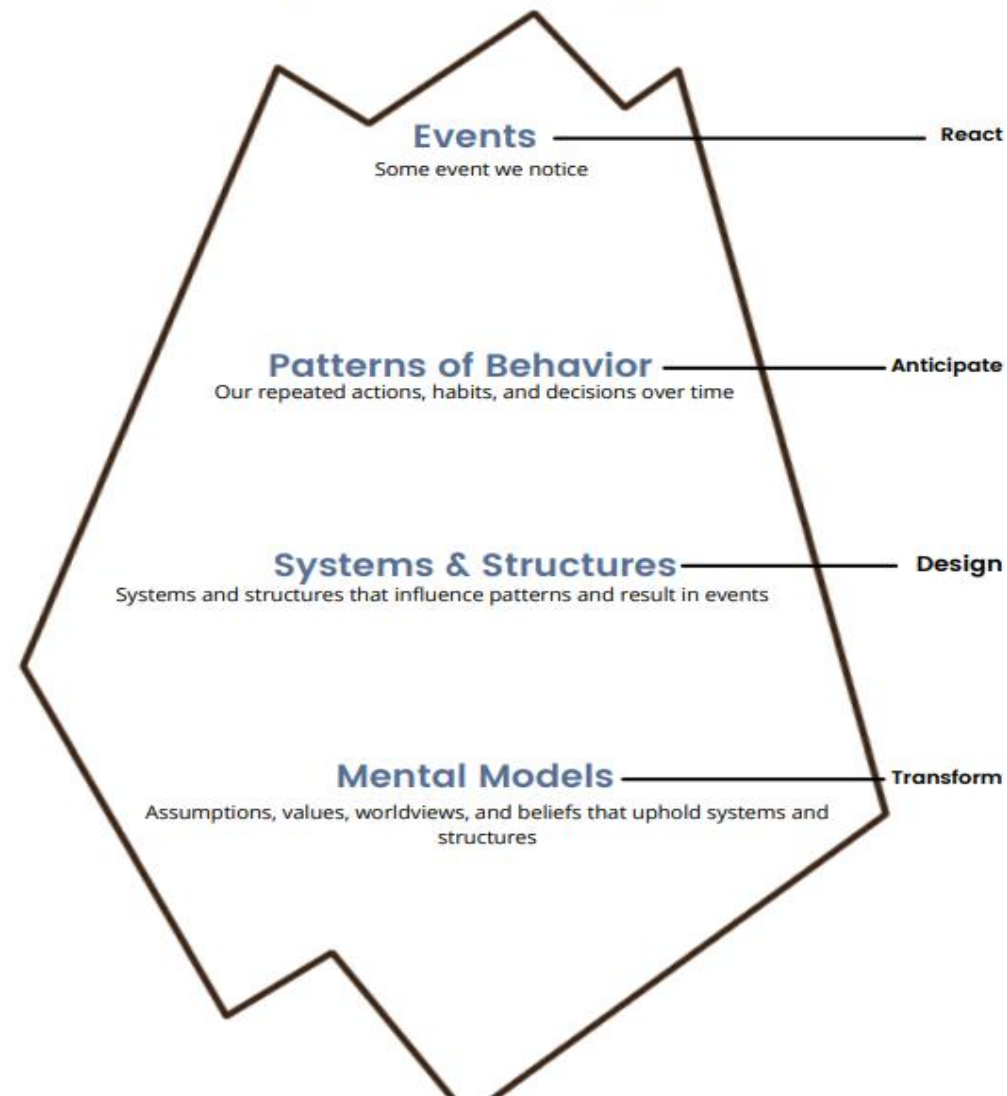 Events
React
Some event we notice
Patterns of Behavior
Anticipate
Our repeated actions, habits, and decisions over time
Systems & Structures
Design
Systems and structures that influence patterns and result in events
Mental Models
Transform
Assumptions, values, worldviews, and beliefs that uphold systems and
structures